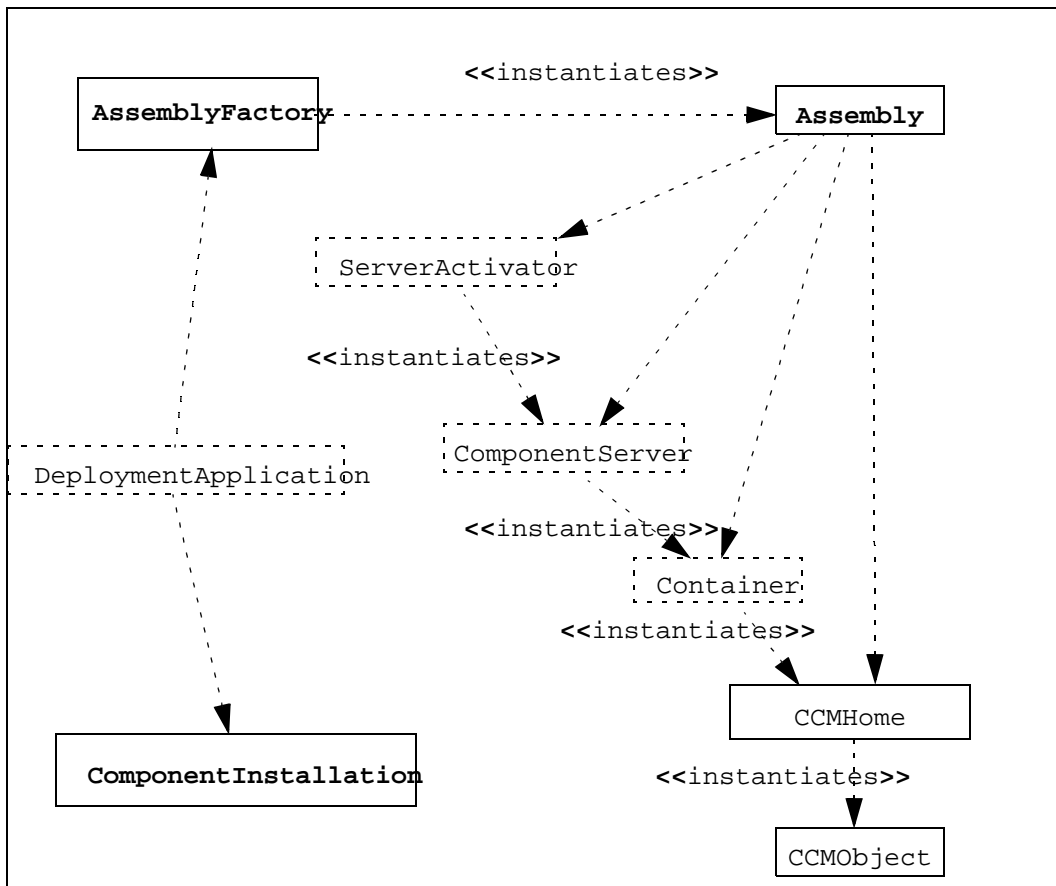 <<instantiates>>
AssemblyFactory
Assembly
ServerActivator
<<instantiates>>
ComponentServer
DeploymentApplication
<<instantiates>>
Container
<<instantiates>>
CCMHome
ComponentInstallation
<<instantiates>>
CCMObject